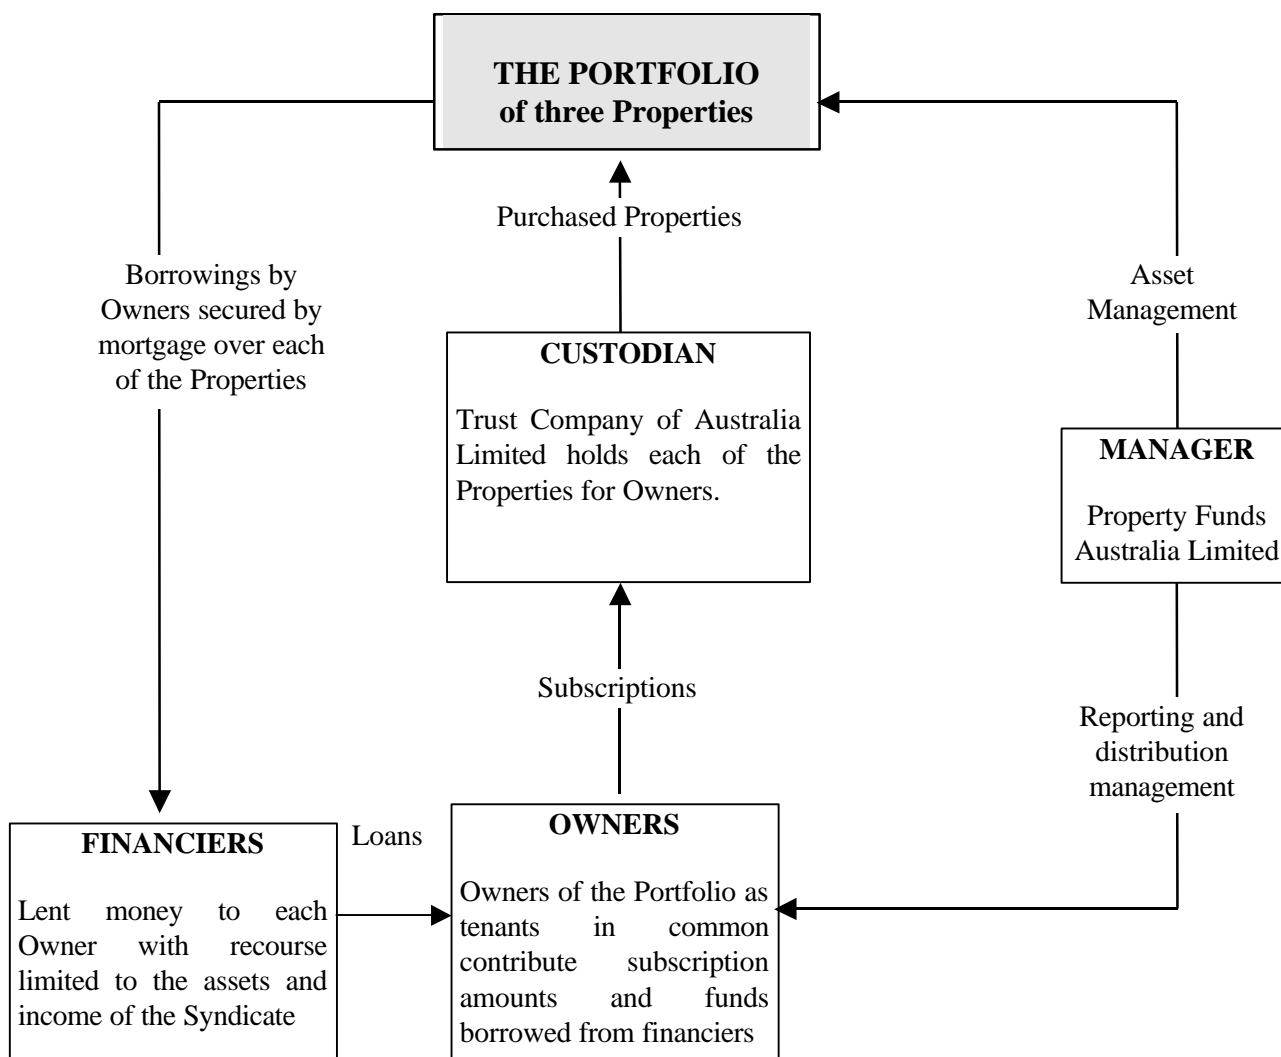 THE PORTFOLIO
of three Properties
Purchased Properties
Borrowings by
Owners secured by
mortgage over each
of the Properties
Asset
Management
CUSTODIAN
Trust Company of Australia
Limited holds each of the
Properties for Owners.
MANAGER
Property Funds
Australia Limited
Subscriptions
Reporting and
distribution
management
FINANCIERS
Lent money to each
Owner with recourse
limited to the assets and
income of the Syndicate
Loans
OWNERS
Owners of the Portfolio as
tenants in common
contribute subscription
amounts and funds
borrowed from financiers